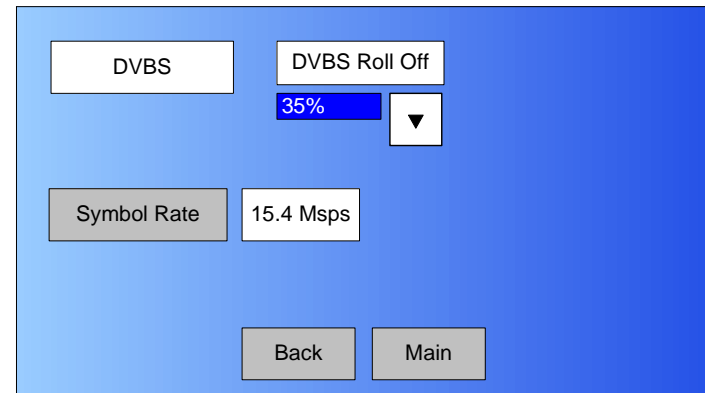 DVBS
DVBS Roll Off
35%
▼
Symbol Rate
15.4 Msps
Back
Main